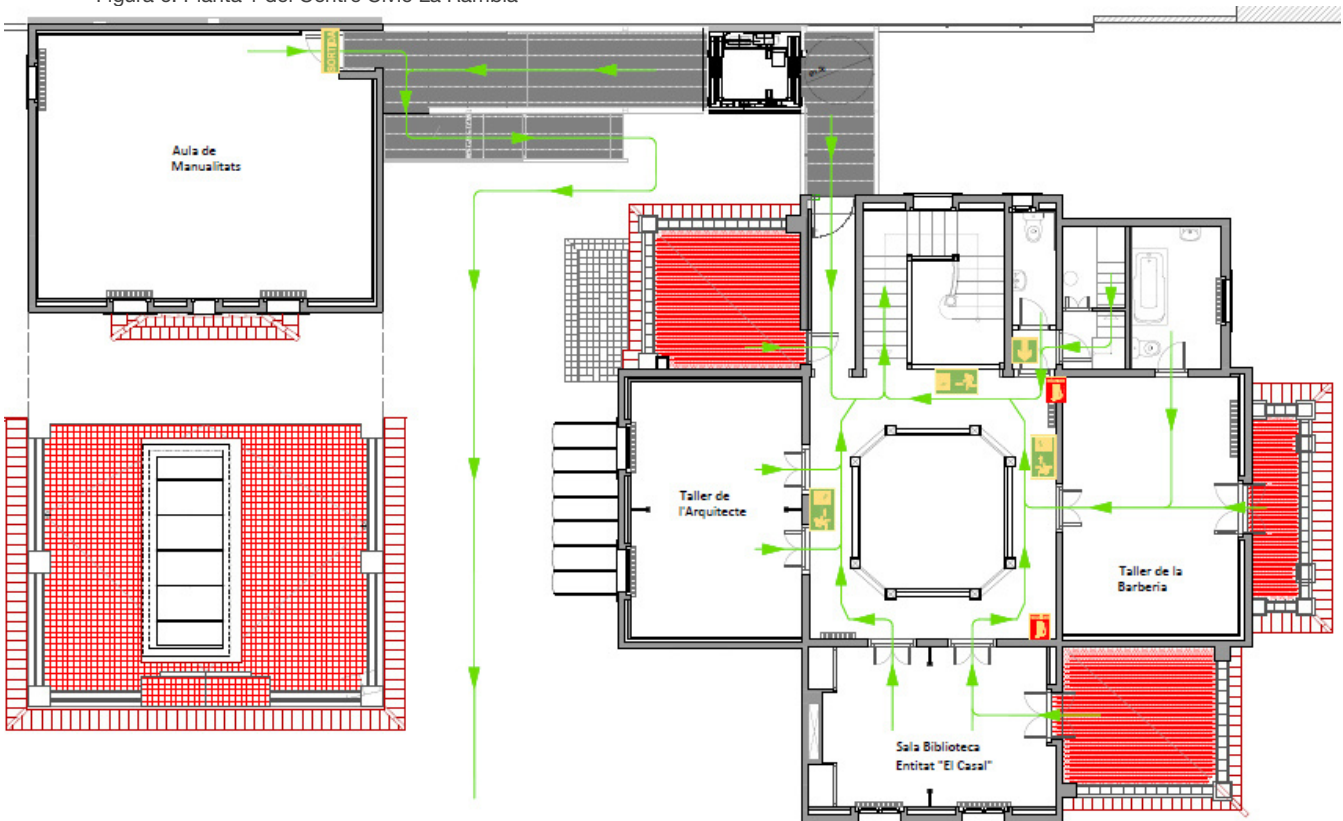 Aula de
Manualitats
Taller de
l'Arquitecte
Taller de la
Barberia
Sala Biblioteca
Entitat "El Casal"